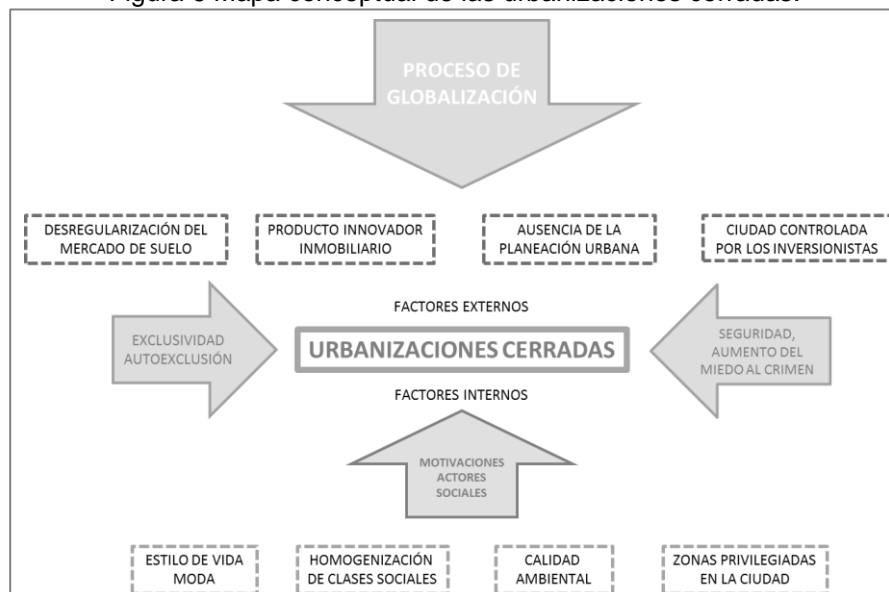 Figura 3 Mapa conceptual de las urbanizaciones cerradas.
PROCESO DE
GLOBALIZACIÓN
DESREGULARIZACIÓN DEL
MERCADO DE SUELO
PRODUCTO INNOVADOR
INMOBILIARIO
AUSENCIA DE LA
PLANEACIÓN URBANA
CIUDAD CONTROLADA
POR LOS INVERSIONISTAS
FACTORES EXTERNOS
EXCLUSIVIDAD
AUTOEXCLUSIÓN
URBANIZACIONES CERRADAS
SEGURIDAD,
AUMENTO DEL
MIEDO AL CRIMEN
FACTORES INTERNOS
MOTIVACIONES
ACTORES
SOCIALES
ESTILO DE VIDA
MODA
HOMOGENIZACIÓN
DE CLASES SOCIALES
CALIDAD
AMBIENTAL
ZONAS PRIVILEGIADAS
EN LA CIUDAD